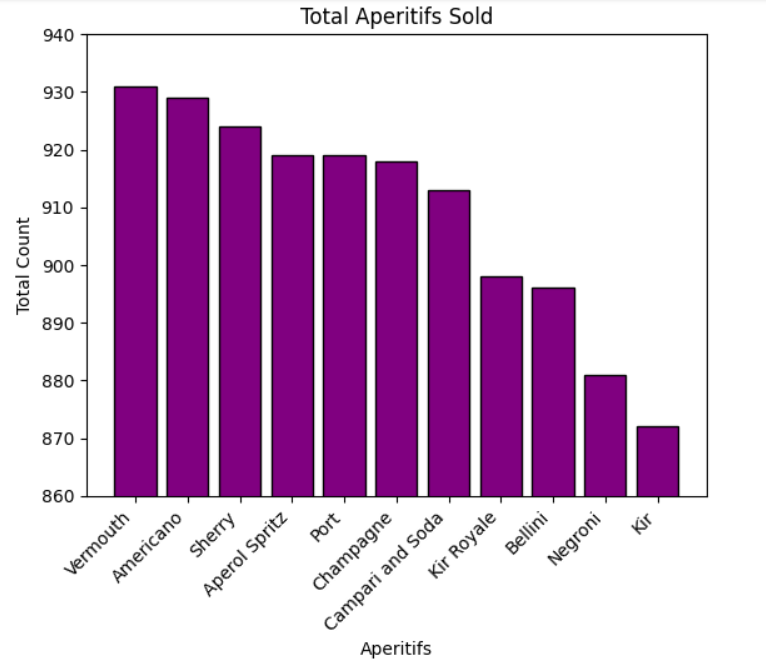 Total Aperitifs Sold
940
930
920
910
900
890
880
870
860
Total Count
Vermouth
Americano
Sherry
Aperol Spritz
Port
Champagne
Campari and Soda
Kir Royale
Bellini
Negroni
Kir
Aperitifs